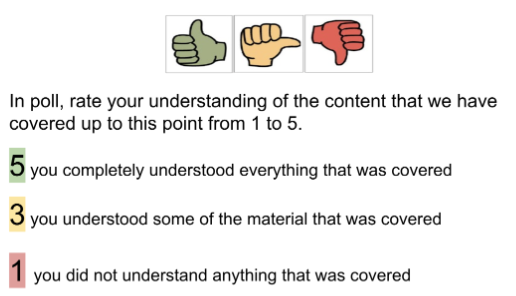 In poll, rate your understanding of the content that we have
covered up to this point from 1 to 5.
5 you completely understood everything that was covered
3 you understood some of the material that was covered
1 you did not understand anything that was covered